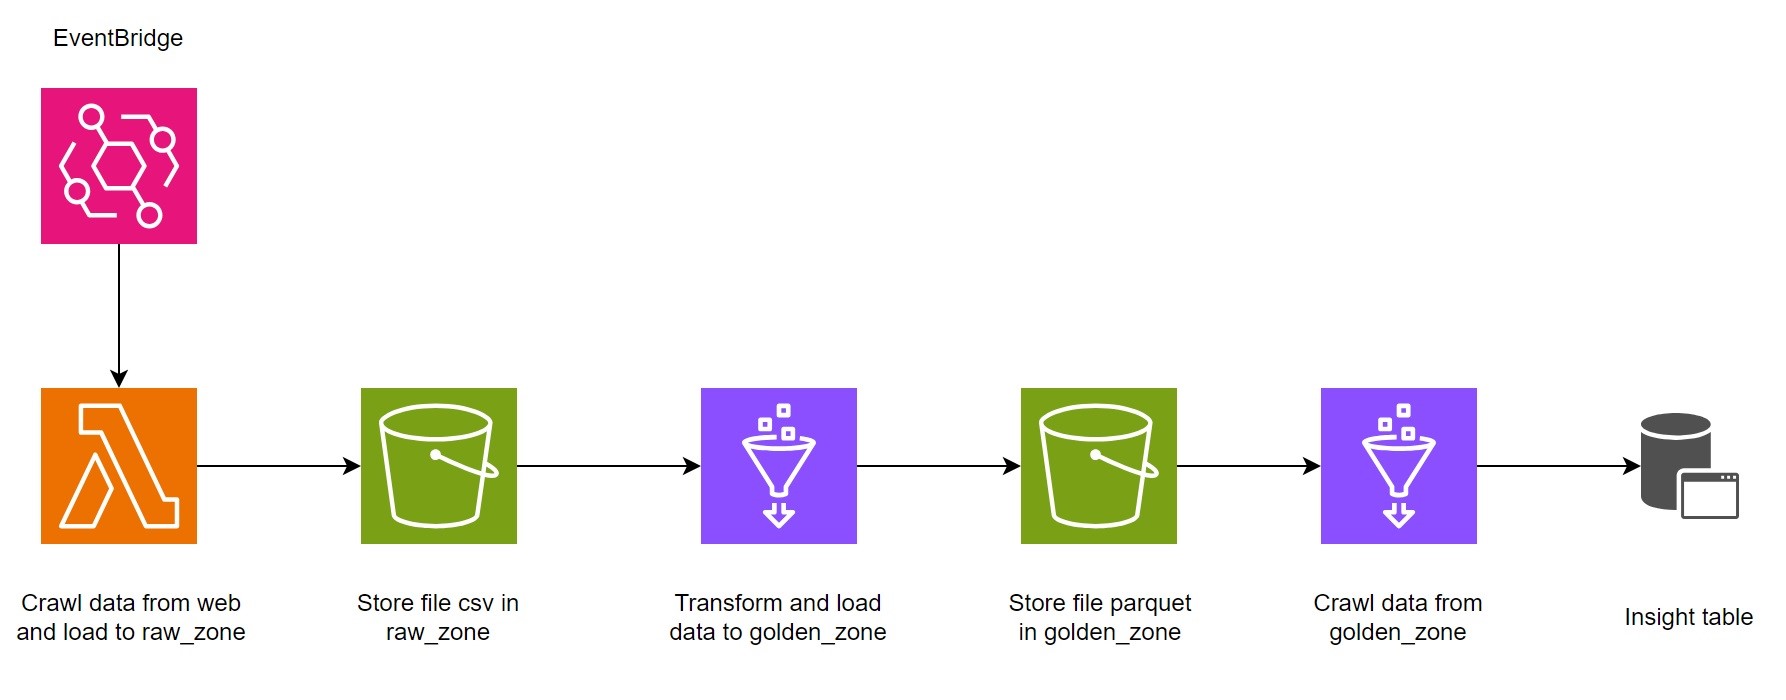 EventBridge
Crawl data from web
and load to raw_zone
Store file csv in
raw_zone
Transform and load
data to golden_zone
Store file parquet
in golden_zone
Crawl data from
golden_zone
Insight table